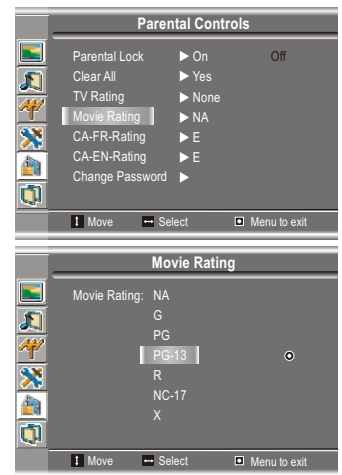 Parental Controls
Parental Lock ▶ On Off
Clear All ▶ Yes
TV Rating ▶ None
Movie Rating ▶ NA
CA-FR-Rating ▶ E
CA-EN-Rating ▶ E
Change Password ▶
Move Select Menu to exit
Movie Rating
Movie Rating: NA
G
PG
PG-13
R
NC-17
X
Move Select Menu to exit